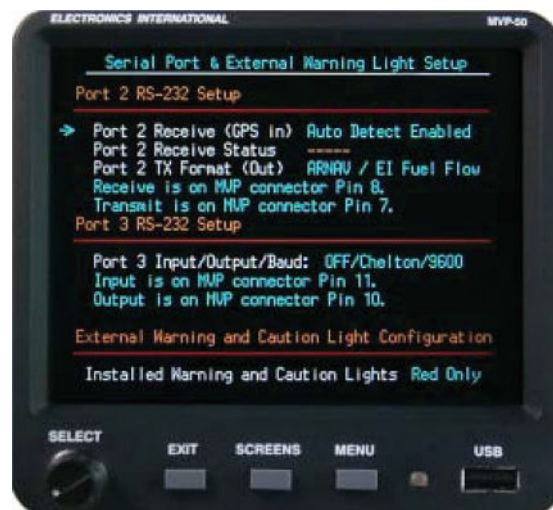 ELECTRONICS INTERNATIONAL MVP-50
Serial Port & External Warning Light Setup
Port 2 RS-232 Setup
Port 2 Receive (GPS in) Auto Detect Enabled
Port 2 Receive Status -----
Port 2 TX Format (Out) ARNAV / EI Fuel Flow
Receive is on MVP connector Pin 8.
Transmit is on MVP connector Pin 7.
Port 3 RS-232 Setup
Port 3 Input/Output/Baud: OFF/Chelton/9600
Input is on MVP connector Pin 11.
Output is on MVP connector Pin 10.
External Warning and Caution Light Configuration
Installed Warning and Caution Lights Red Only
SELECT EXIT SCREENS MENU USB